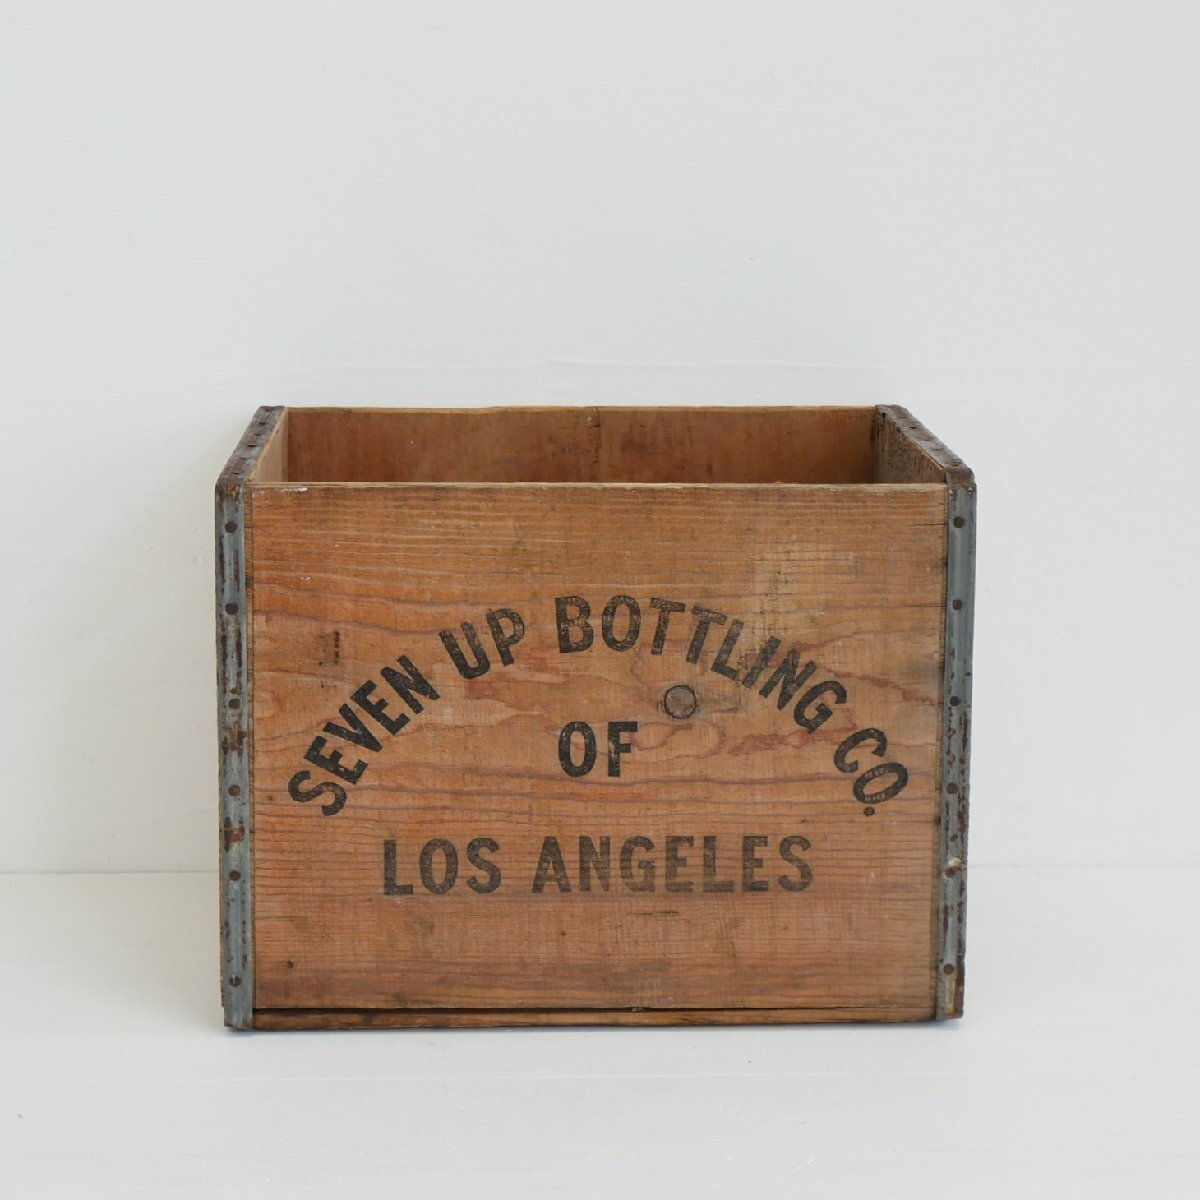 SEVEN UP BOTTLING CO.
OF
LOS ANGELES